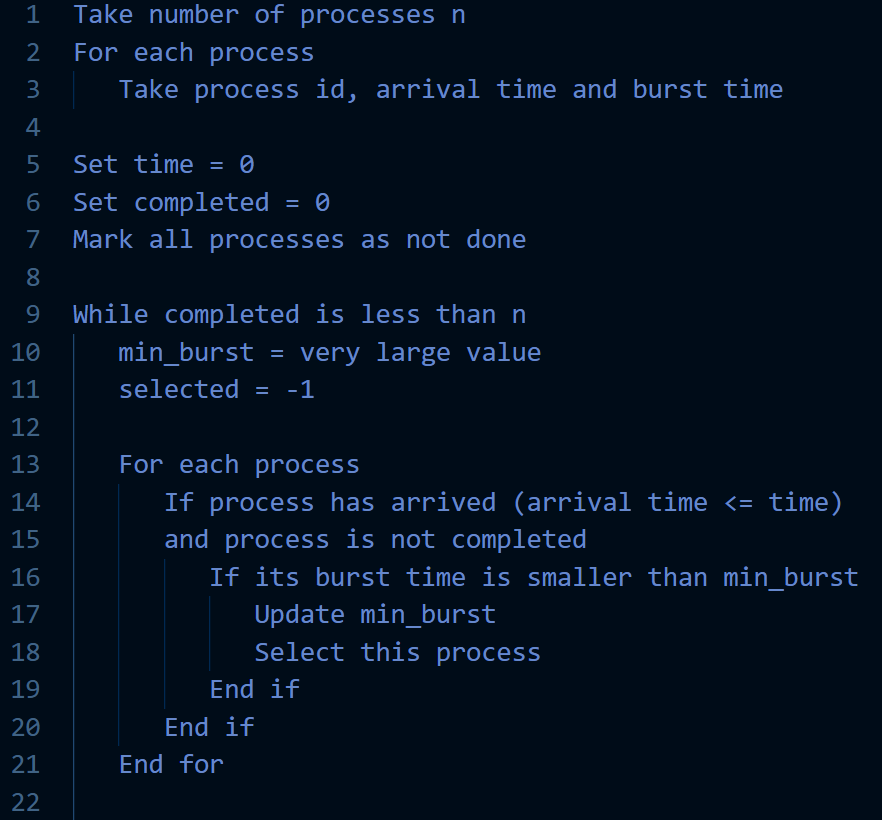 1 Take number of processes n
2 For each process
3 Take process id, arrival time and burst time
4
5 Set time = 0
6 Set completed = 0
7 Mark all processes as not done
8
9 While completed is less than n
10 min_burst = very large value
11 selected = -1
12
13 For each process
14 If process has arrived (arrival time <= time)
15 and process is not completed
16 If its burst time is smaller than min_burst
17 Update min_burst
18 Select this process
19 End if
20 End if
21 End for
22